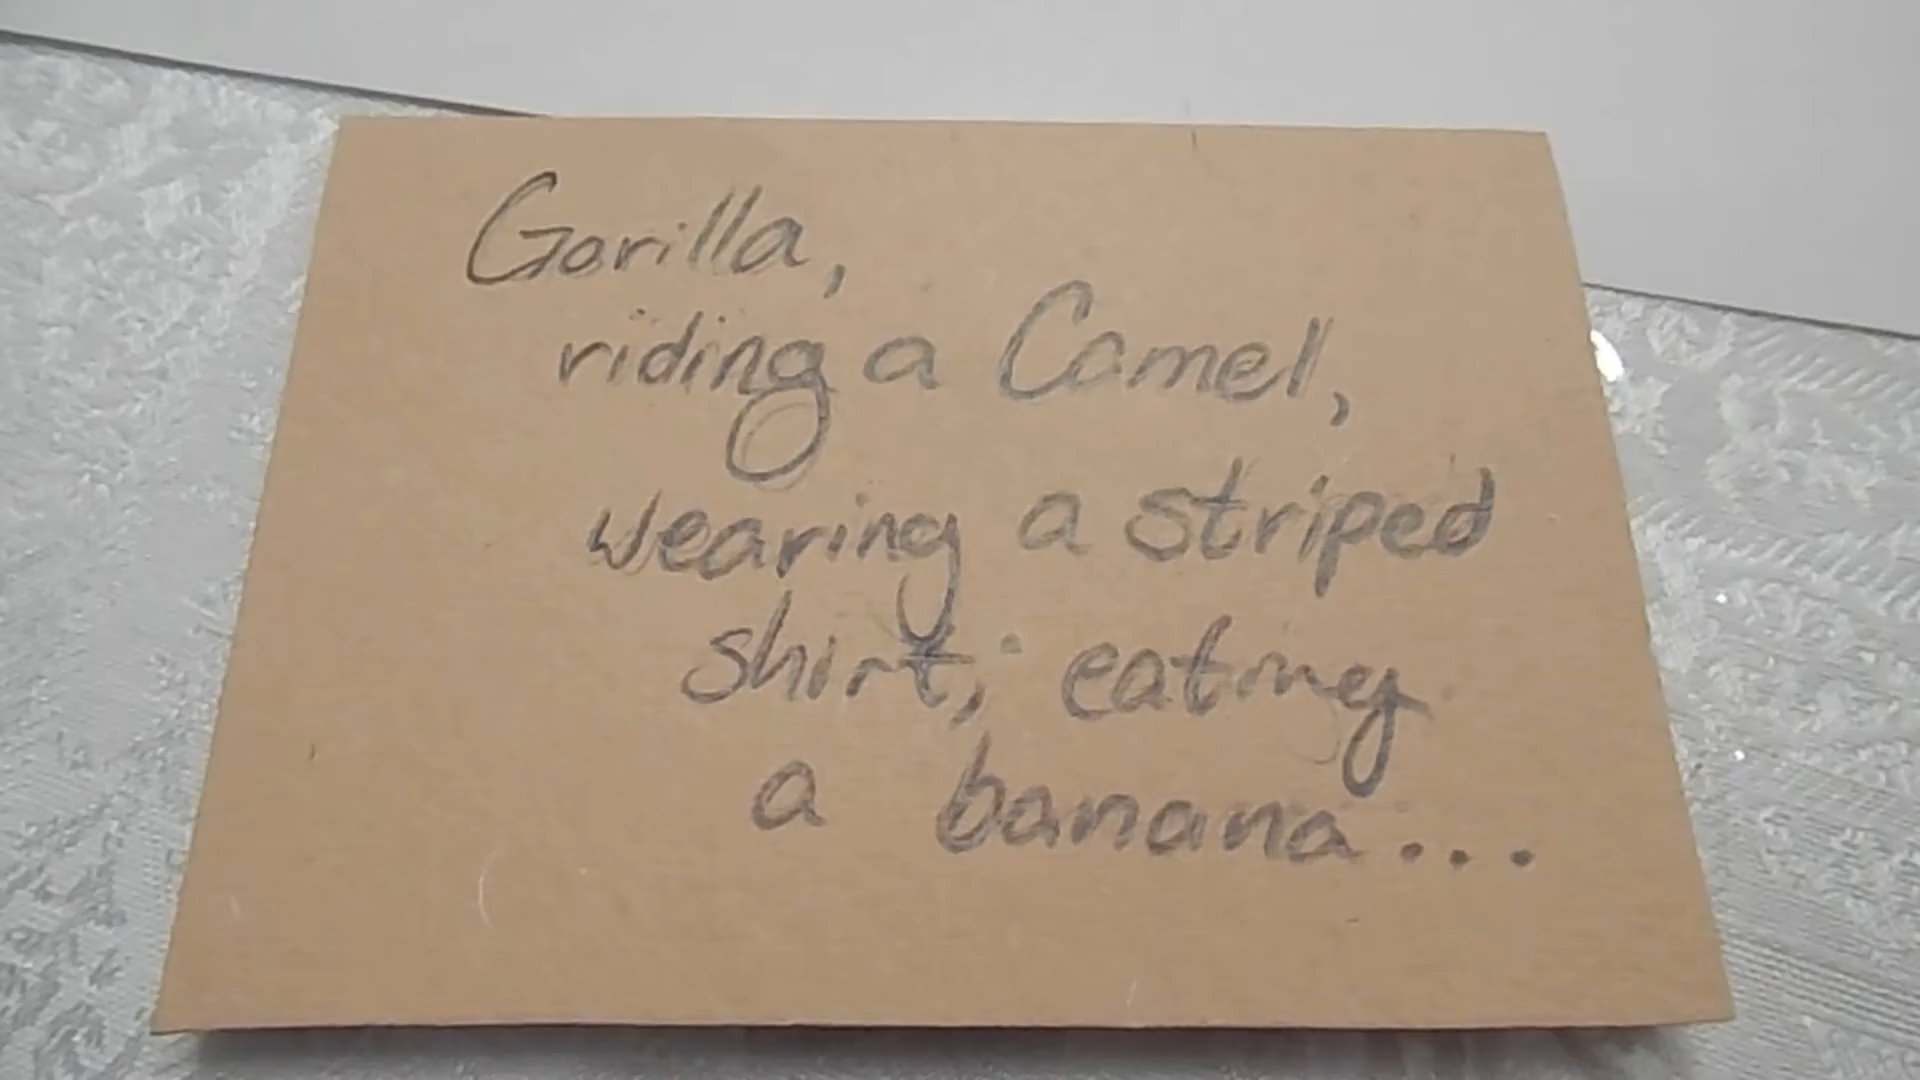 Gorilla,
riding a Camel,
wearing a striped
shirt, eating
a banana...